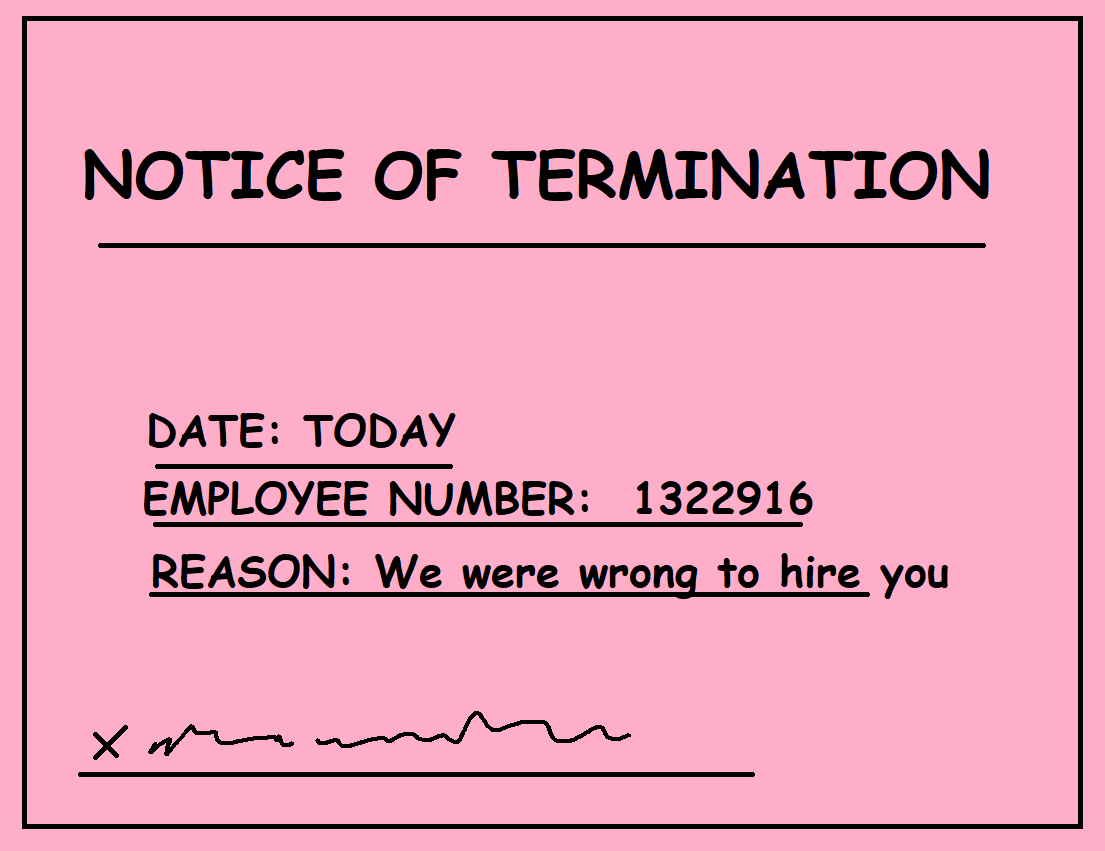 NOTICE OF TERMINATION
DATE: TODAY
EMPLOYEE NUMBER: 1322916
REASON: We were wrong to hire you
X